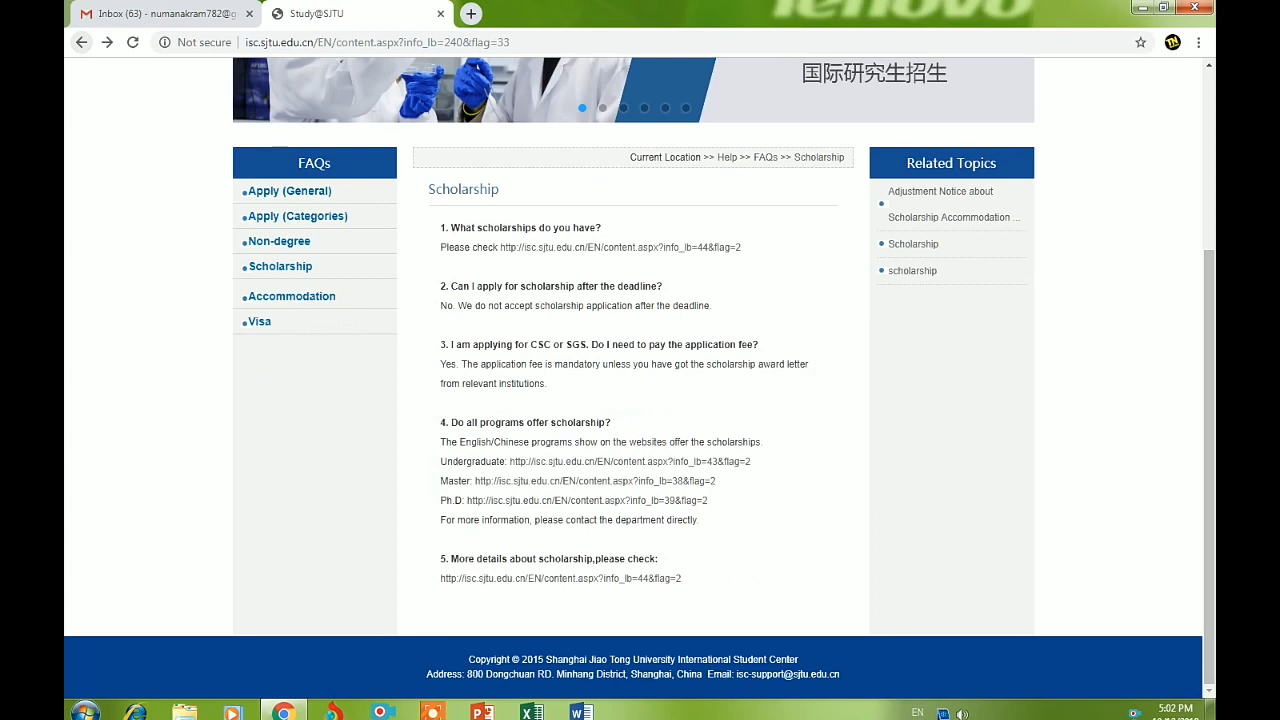 lenovo
Inbox (63) - numanakram782@g
Study@SJTU
Not secure
isc.sjtu.edu.cn/EN/content.aspx?info_lb=240&flag=33
TN
国际研究生招生
FAQs
Apply (General)
Apply (Categories)
Non-degree
Scholarship
Accommodation
Visa
Current Location >> Help >> FAQs >> Scholarship
Scholarship
1. What scholarships do you have?
Please check http://isc.sjtu.edu.cn/EN/content.aspx?info_lb=44&flag=2
2. Can I apply for scholarship after the deadline?
No. We do not accept scholarship application after the deadline.
3. I am applying for CSC or SGS. Do I need to pay the application fee?
Yes. The application fee is mandatory unless you have got the scholarship award letter
from relevant institutions.
4. Do all programs offer scholarship?
The English/Chinese programs show on the websites offer the scholarships.
Undergraduate: http://isc.sjtu.edu.cn/EN/content.aspx?info_lb=43&flag=2
Master: http://isc.sjtu.edu.cn/EN/content.aspx?info_lb=38&flag=2
Ph.D: http://isc.sjtu.edu.cn/EN/content.aspx?info_lb=39&flag=2
For more information, please contact the department directly.
5. More details about scholarship,please check:
http://isc.sjtu.edu.cn/EN/content.aspx?info_lb=44&flag=2
Related Topics
Adjustment Notice about
Scholarship Accommodation ...
Scholarship
scholarship
Copyright © 2015 Shanghai Jiao Tong University International Student Center
Address: 800 Dongchuan RD. Minhang District, Shanghai, China Email: isc-support@sjtu.edu.cn
EN
5:02 PM